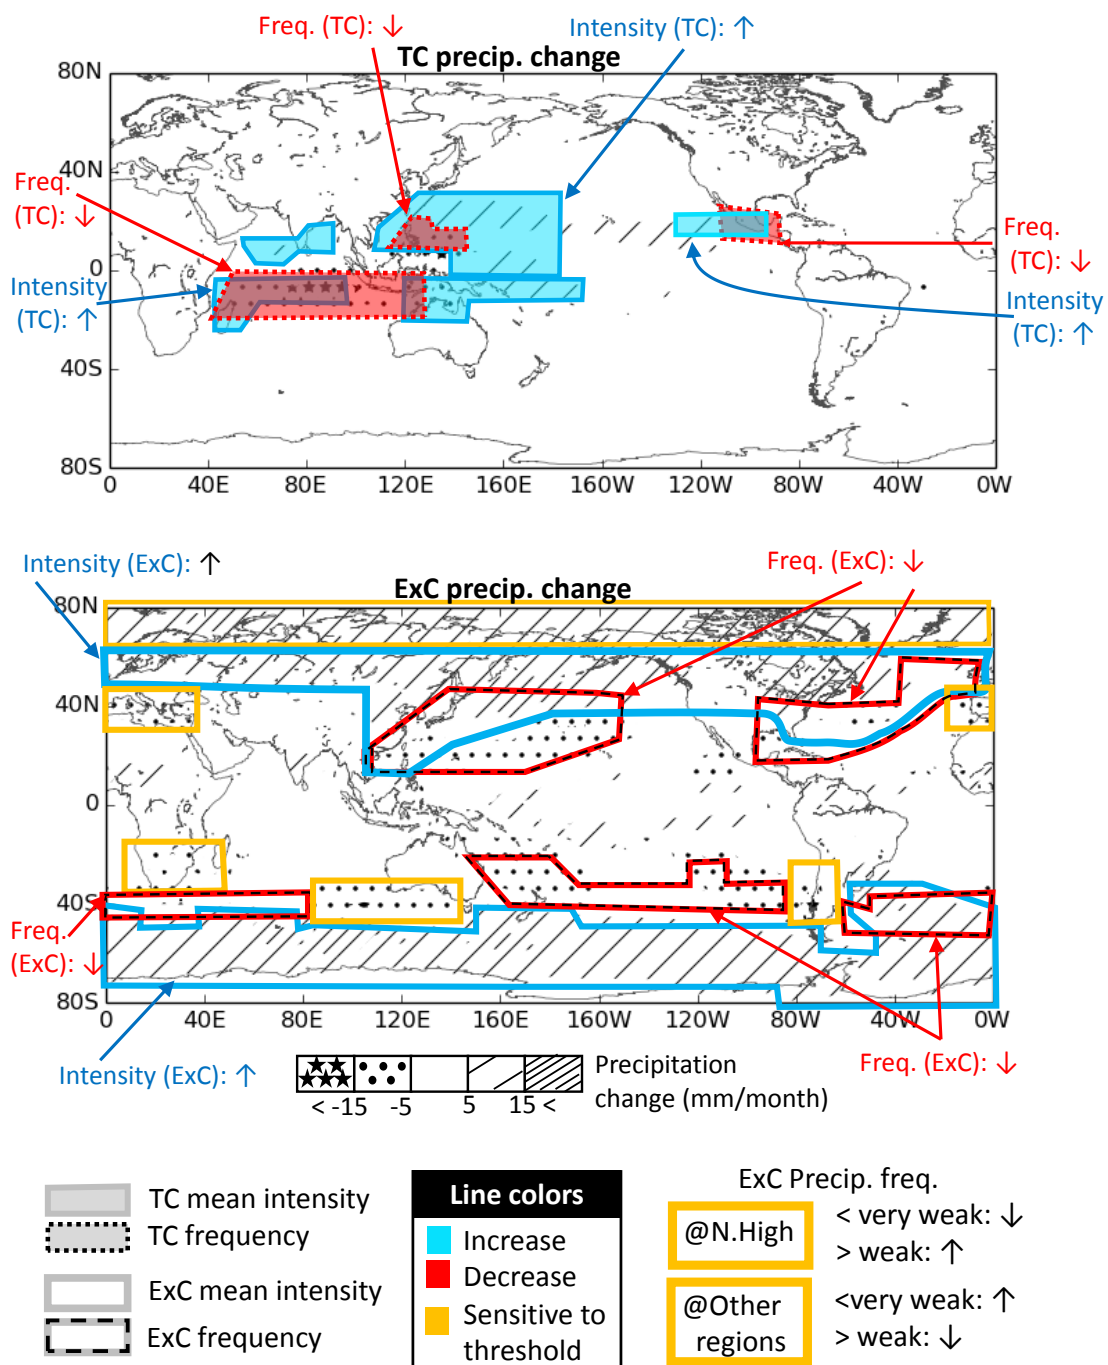 Freq. (TC): ↓
Intensity (TC): ↑
TC precip. change
80N
40N
0
40S
80S
0
40E
80E
120E
160E
160W
120W
80W
40W
0W
Freq.
(TC): ↓
Intensity
(TC): ↑
Freq.
(TC): ↓
Intensity
(TC): ↑
Intensity (ExC): ↑
Freq. (ExC): ↓
ExC precip. change
80N
40N
0
40S
80S
Freq.
(ExC): ↓
0
40E
80E
120E
160E
160W
120W
80W
40W
0W
Intensity (ExC): ↑
Freq. (ExC): ↓
< -15
-5
5
15 <
Precipitation
change (mm/month)
TC mean intensity
TC frequency
ExC mean intensity
ExC frequency
Line colors
Increase
Decrease
Sensitive to
threshold
ExC Precip. freq.
@N.High
< very weak: ↓
> weak: ↑
@Other
regions
<very weak: ↑
> weak: ↓